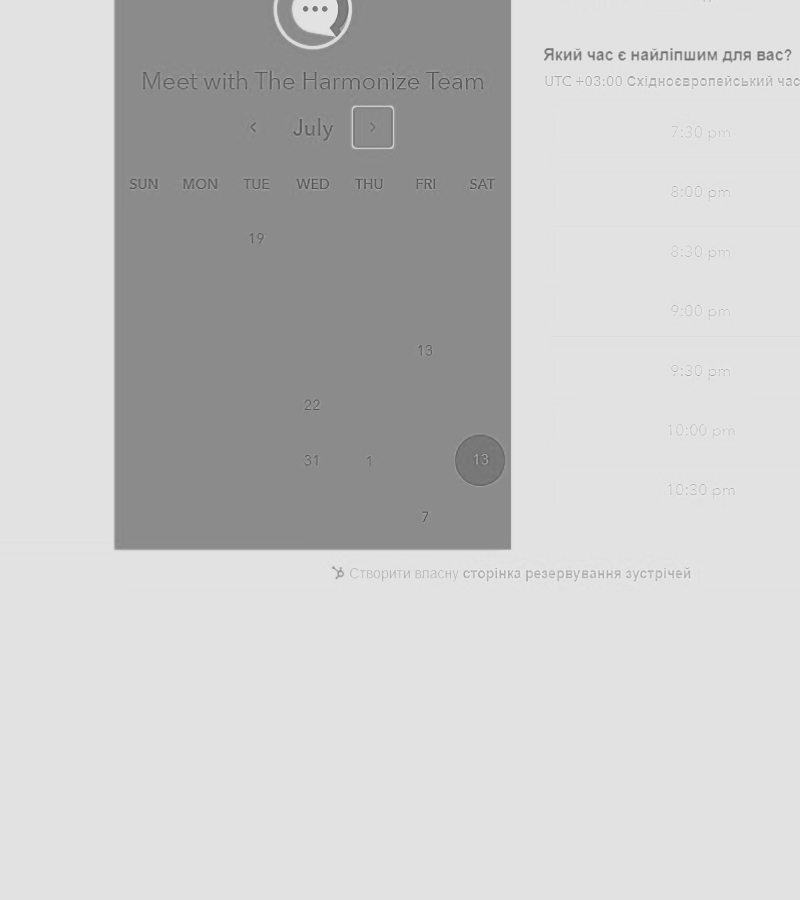 Meet with The Harmonize Team
July
SUN MON TUE WED THU FRI SAT
19
13
22
31 1 13
7
Який час є найліпшим для вас?
UTC +03:00 Східноєвропейський час
7:30 pm
8:00 pm
8:30 pm
9:00 pm
9:30 pm
10:00 pm
10:30 pm
Створити власну сторінка резервування зустрічей